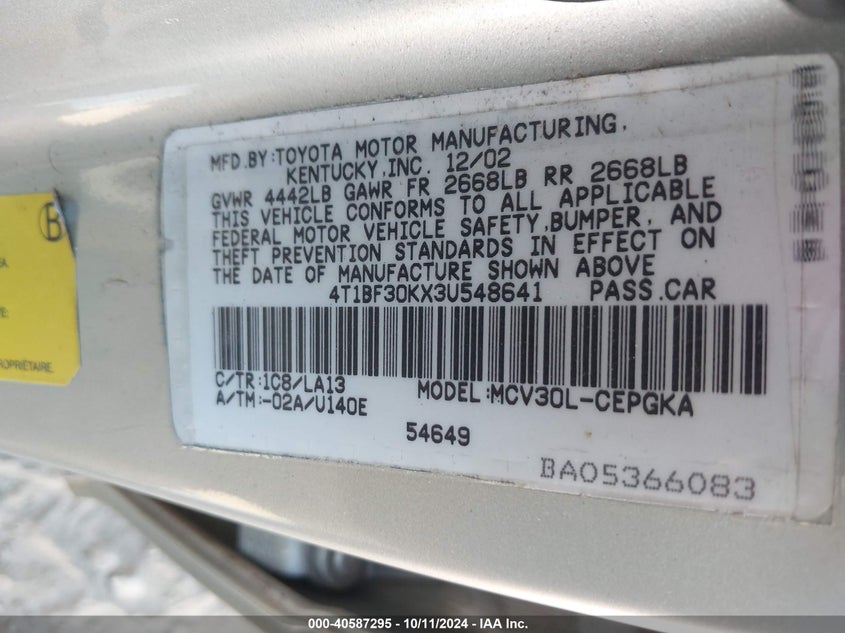 MFD.BY:TOYOTA MOTOR MANUFACTURING,
KENTUCKY,INC. 12/02
GVWR 4442LB GAWR FR 2668LB RR 2668LB
THIS VEHICLE CONFORMS TO ALL APPLICABLE
FEDERAL MOTOR VEHICLE SAFETY,BUMPER, AND
THEFT PREVENTION STANDARDS IN EFFECT ON
THE DATE OF MANUFACTURE SHOWN ABOVE
4T1BF30KX3U548641 PASS.CAR
C/TR:1C8/LA13 MODEL:MCV30L-CEPGKA
A/TM:-02A/U140E
54649
BA05366083
B
000-40587295 - 10/11/2024 - IAA Inc.